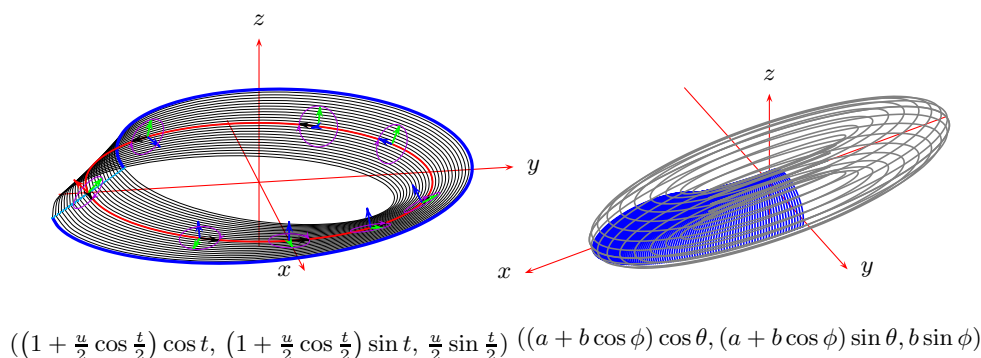 z
y
x
z
x
y
((1 + u/2 cos t/2) cos t, (1 + u/2 cos t/2) sin t, u/2 sin t/2)
((a + b cos ϕ) cos θ, (a + b cos ϕ) sin θ, b sin ϕ)